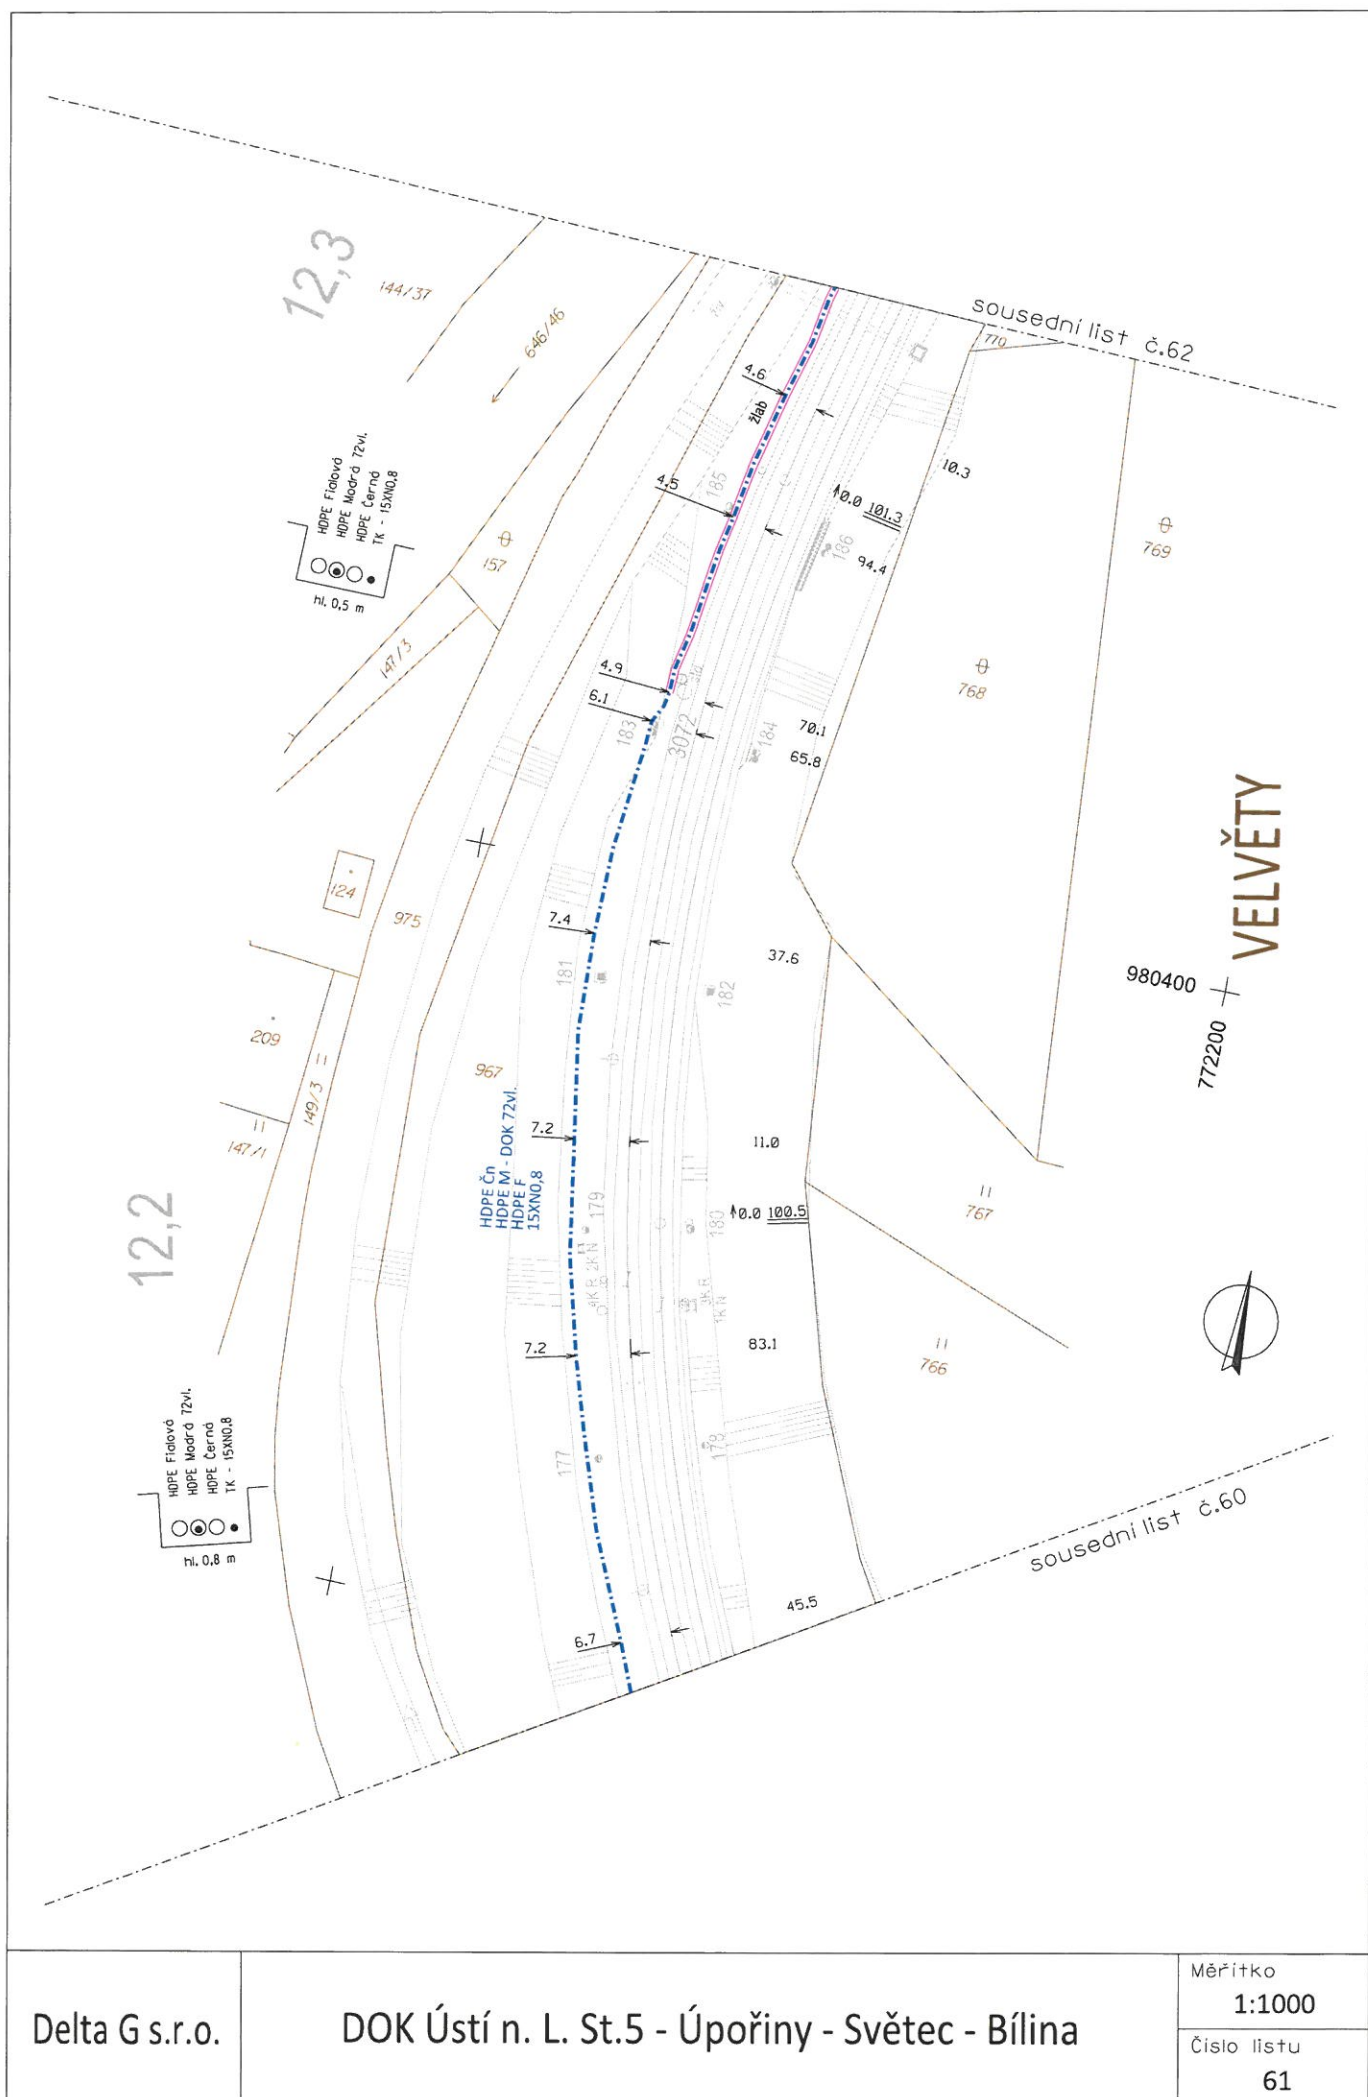 12,3
144/37
646/46
sousední list č.62
770
4.6
žlab
HDPE Fialová
HDPE Modrá 72vl.
HDPE Černá
TK - 15XN0,8
hl. 0,5 m
4.5
185
10.3
0.0 101.3
186
94.4
157
769
147/3
4.9
6.1
183
3072
184
70.1
65.8
768
VELVĚTY
124
975
7.4
181
182
37.6
980400
772200
209
149/3
147/1
967
HDPE Čn
HDPE M - DOK 72vl.
HDPE F
15XN0,8
7.2
11.0
179
180
0.0 100.5
767
12,2
4KR 2KN
3KR
1KN
7.2
83.1
766
HDPE Fialová
HDPE Modrá 72vl.
HDPE Černá
TK - 15XN0,8
hl. 0,8 m
177
178
sousední list č.60
6.7
45.5
Delta G s.r.o.
DOK Ústí n. L. St.5 - Úpořiny - Světec - Bílina
Měřítko
1:1000
Číslo listu
61